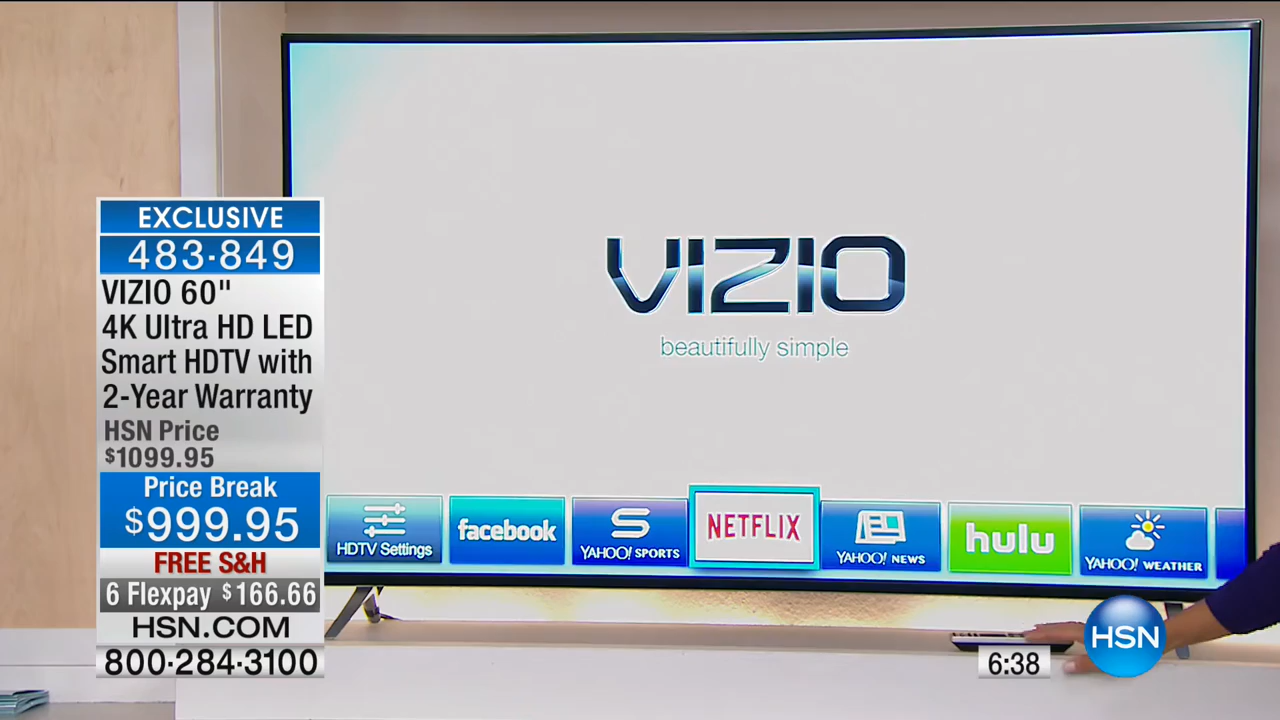 EXCLUSIVE
483·849
VIZIO 60"
4K Ultra HD LED
Smart HDTV with
2-Year Warranty
HSN Price
$1099.95
Price Break
$999.95
FREE S&H
6 Flexpay $166.66
HSN.COM
800·284·3100
VIZIO
beautifully simple
HDTV Settings
facebook
YAHOO! SPORTS
NETFLIX
YAHOO! NEWS
hulu
YAHOO! WEATHER
HSN
6:38